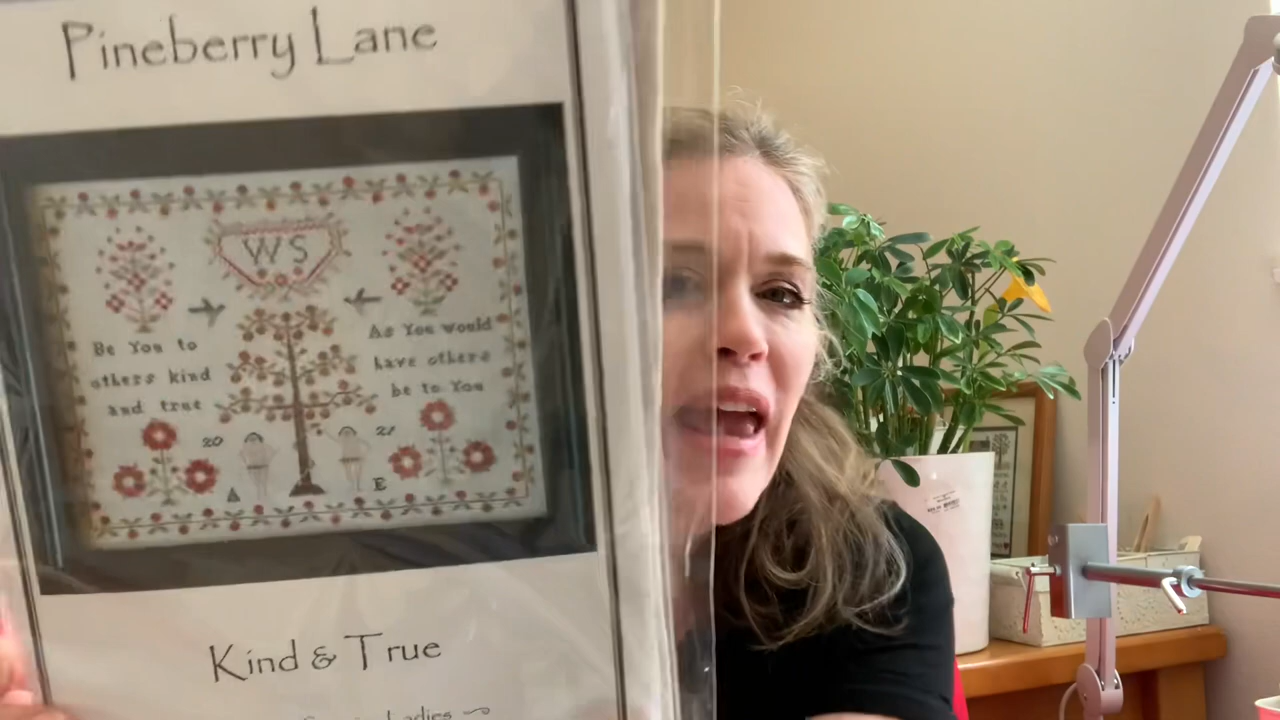 Pineberry Lane
WS
Be You to
others kind
and true
As You would
have others
be to You
20
21
A
E
Kind & True
Ladies